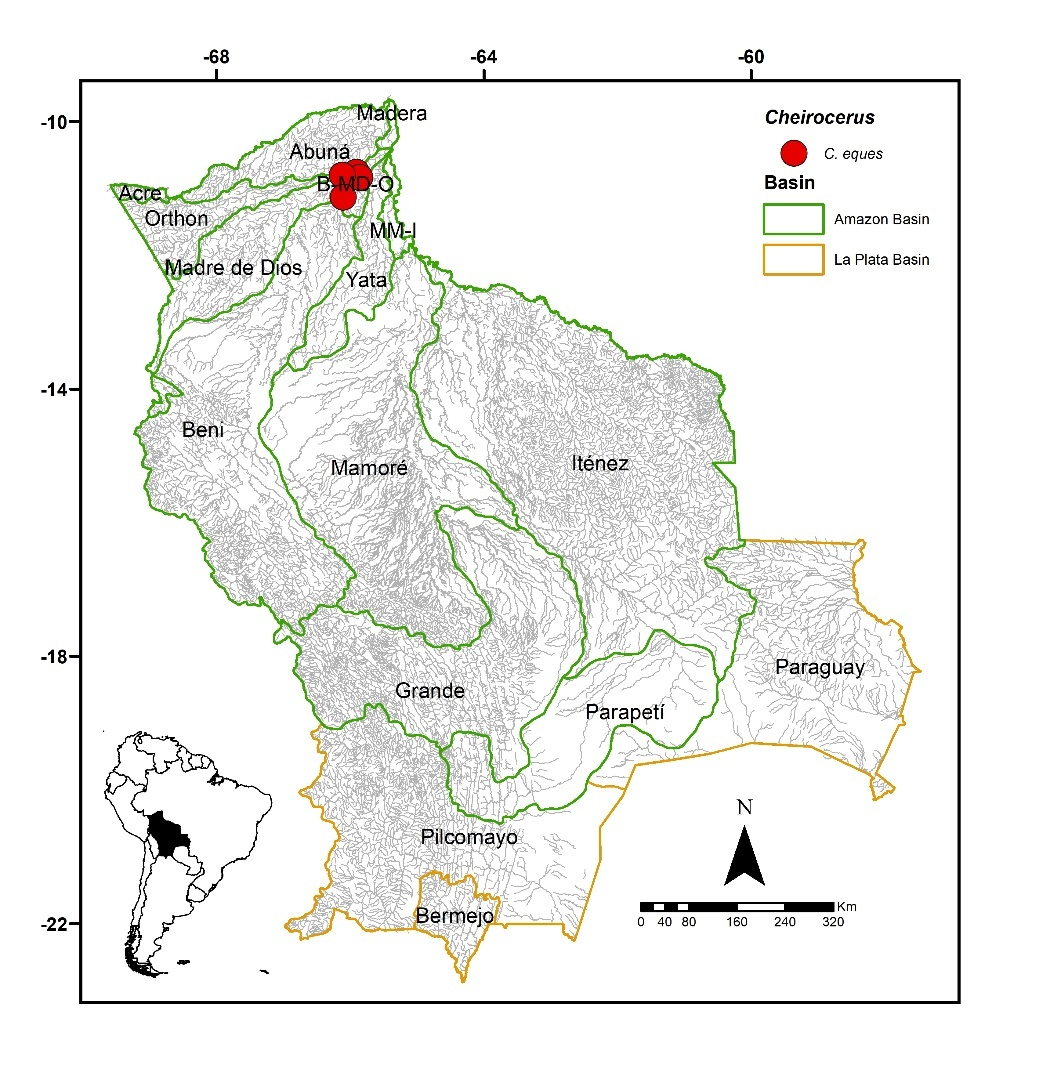 -68 -64 -60
-10
-14
-18
-22
Cheirocerus
C. eques
Basin
Amazon Basin
La Plata Basin
Madera
Abuná
B-MD-O
Acre
Orthon
MM-I
Madre de Dios
Yata
Beni
Mamoré
Iténez
Grande
Paraguay
Parapetí
Pilcomayo
Bermejo
N
Km
0 40 80 160 240 320